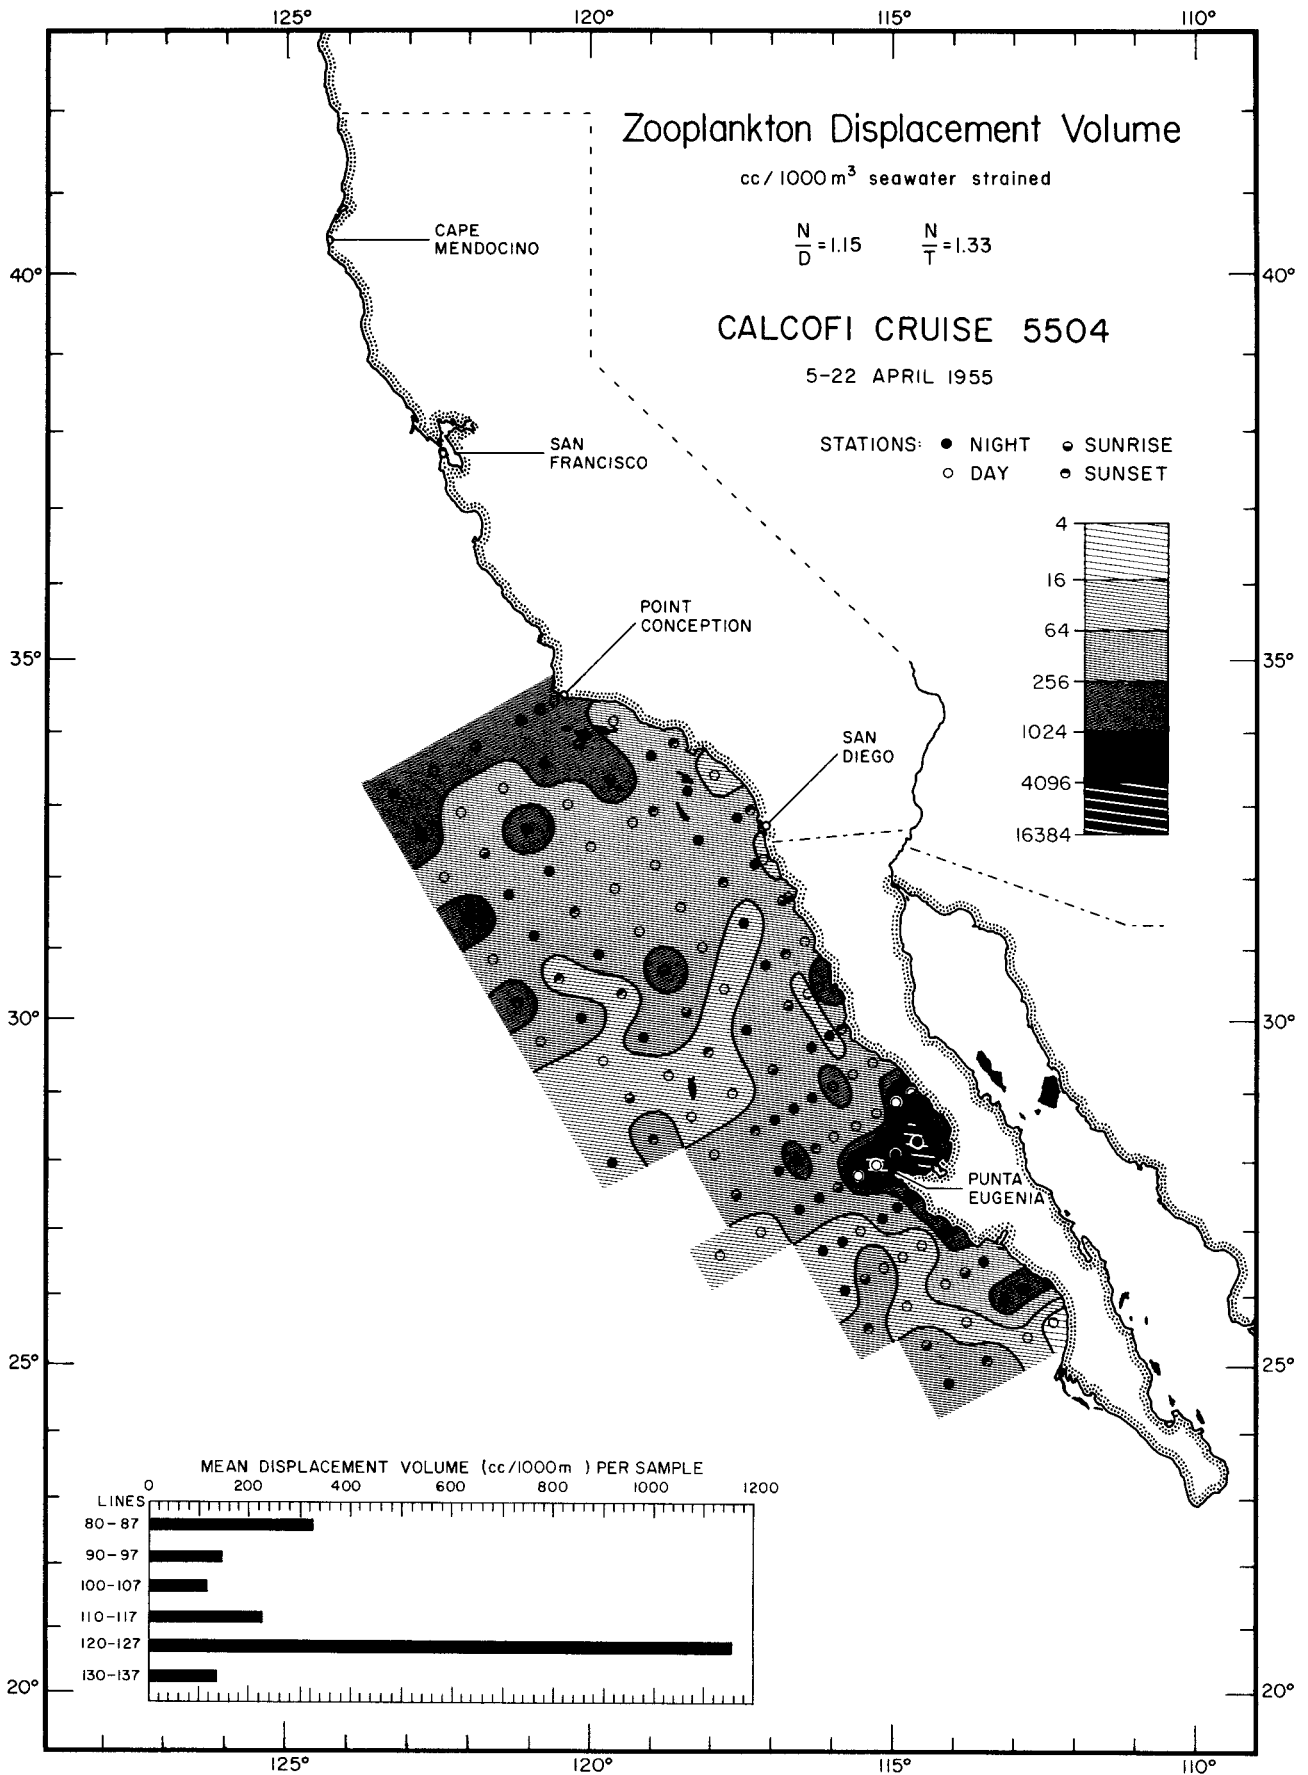 125° 120° 115° 110°
Zooplankton Displacement Volume
cc/1000 m³ seawater strained
N/D = 1.15 N/T = 1.33
CALCOFI CRUISE 5504
5–22 APRIL 1955
STATIONS: NIGHT SUNRISE
DAY SUNSET
4
16
64
256
1024
4096
16384
CAPE
MENDOCINO
40° 40°
SAN
FRANCISCO
POINT
CONCEPTION
35° 35°
SAN
DIEGO
30° 30°
PUNTA
EUGENIA
25° 25°
MEAN DISPLACEMENT VOLUME (cc/1000m ) PER SAMPLE
0 200 400 600 800 1000 1200
LINES
80–87
90–97
100–107
110–117
120–127
130–137
20° 20°
125° 120° 115° 110°